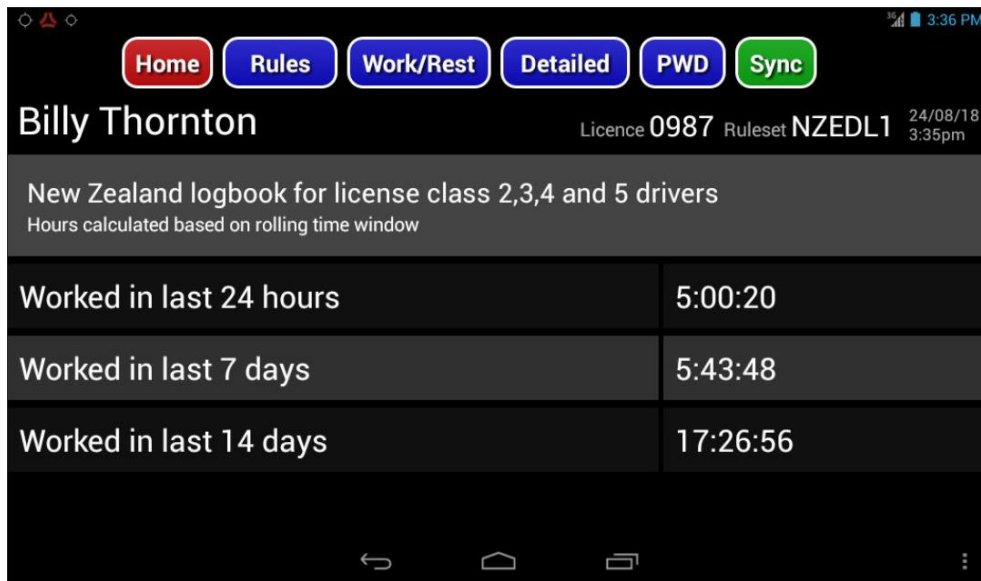 3G 3:36 PM
Home Rules Work/Rest Detailed PWD Sync
Billy Thornton Licence 0987 Ruleset NZEDL1 24/08/18
3:35pm
New Zealand logbook for license class 2,3,4 and 5 drivers
Hours calculated based on rolling time window
Worked in last 24 hours 5:00:20
Worked in last 7 days 5:43:48
Worked in last 14 days 17:26:56